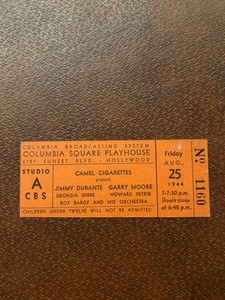 COLUMBIA BROADCASTING SYSTEM
COLUMBIA SQUARE PLAYHOUSE
6121 SUNSET BLVD. - HOLLYWOOD
STUDIO
A
CBS
CAMEL CIGARETTES
present
JIMMY DURANTE GARRY MOORE
GEORGIA GIBBS HOWARD PETRIE
ROY BARGY AND HIS ORCHESTRA
CHILDREN UNDER TWELVE WILL NOT BE ADMITTED
Friday
AUG.
25
1944
7-7:30 p.m.
Doors close
at 6:45 p.m.
No. 1160